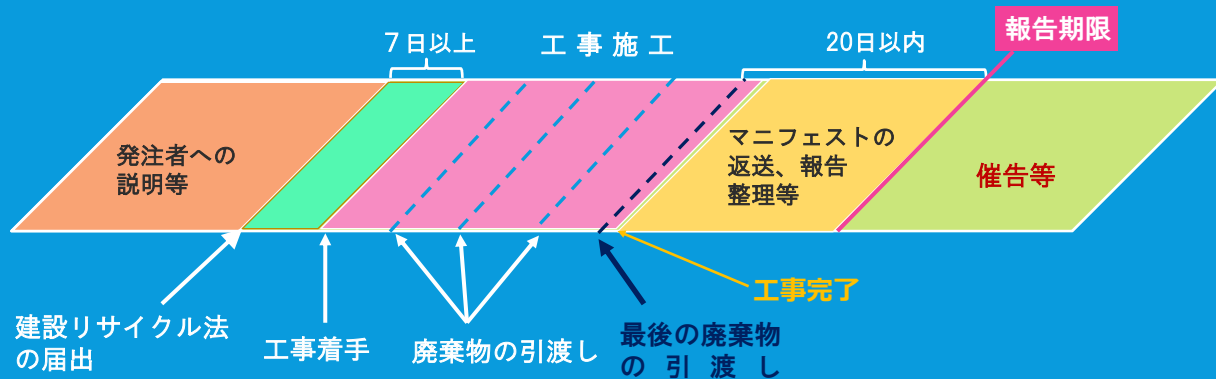 報告期限
7日以上
工事施工
20日以内
発注者への
説明等
マニフェストの
返送、報告
整理等
催告等
工事完了
建設リサイクル法
の届出
工事着手
廃棄物の引渡し
最後の廃棄物
の引渡し